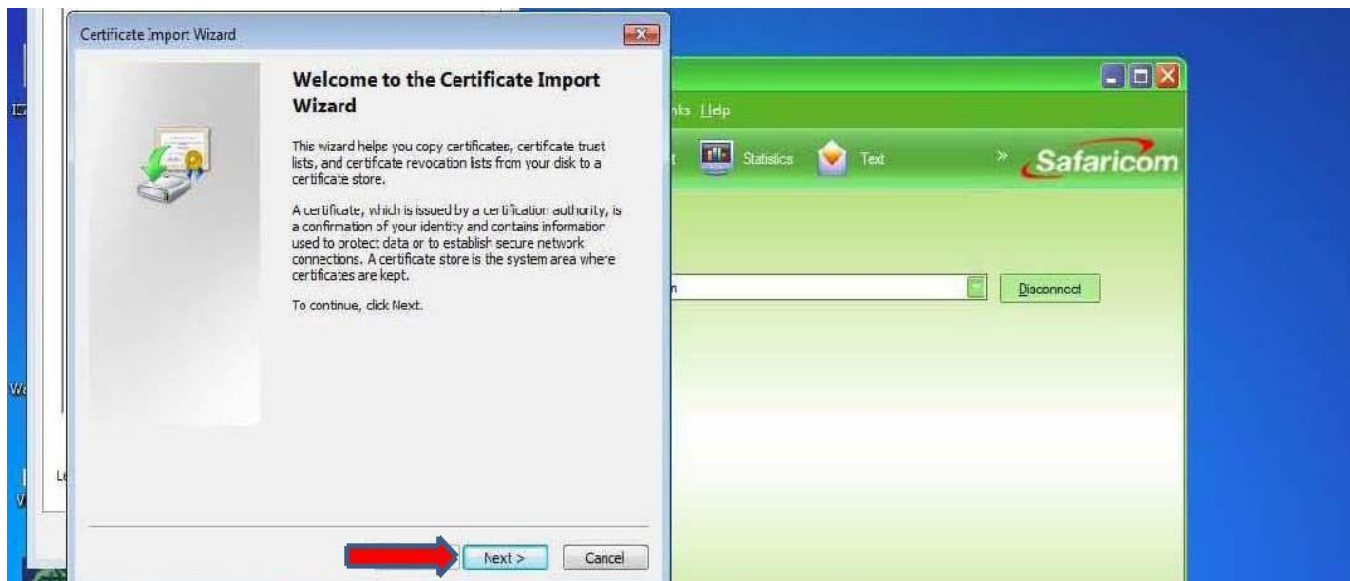 Certificate Import Wizard
Welcome to the Certificate Import
Wizard
This wizard helps you copy certificates, certificate trust
lists, and certificate revocation lists from your disk to a
certificate store.
A certificate, which is issued by a certification authority, is
a confirmation of your identity and contains information
used to protect data or to establish secure network
connections. A certificate store is the system area where
certificates are kept.
To continue, click Next.
Next >
Cancel
Help
Statistics
Text
»
Safaricom
Disconnect